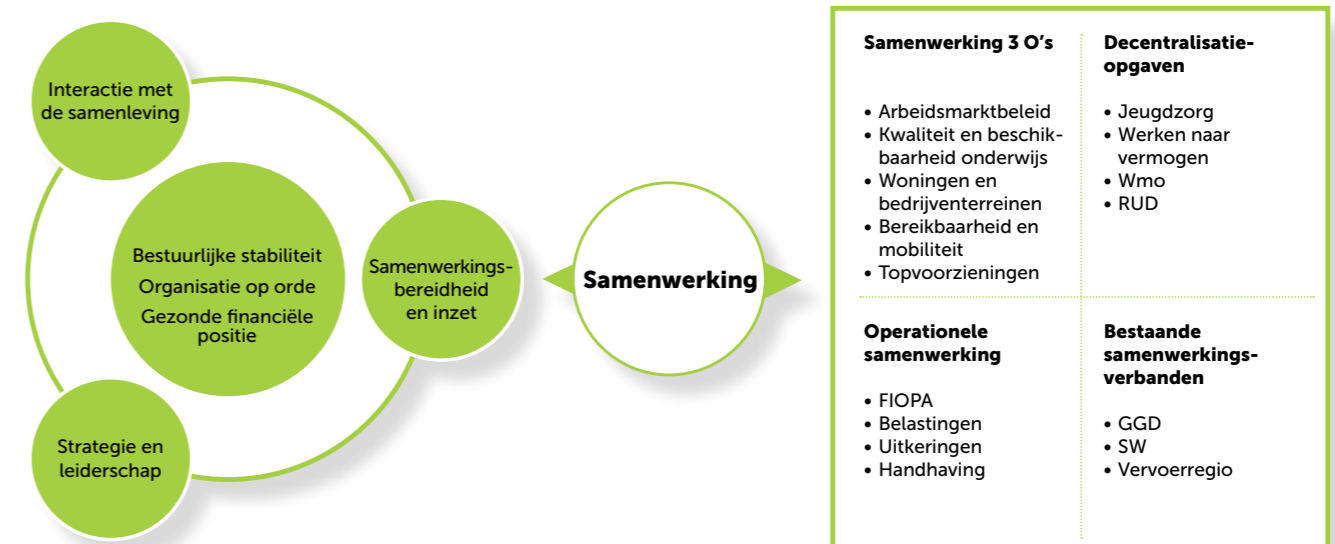 Interactie met
de samenleving
Bestuurlijke stabiliteit
Organisatie op orde
Gezonde financiële
positie
Samenwerkings-
bereidheid
en inzet
Strategie en
leiderschap
Samenwerking
Samenwerking 3 O's
• Arbeidsmarktbeleid
• Kwaliteit en beschik-
baarheid onderwijs
• Woningen en
bedrijventerreinen
• Bereikbaarheid en
mobiliteit
• Topvoorzieningen
Decentralisatie-
opgaven
• Jeugdzorg
• Werken naar
vermogen
• Wmo
• RUD
Operationele
samenwerking
• FIOPA
• Belastingen
• Uitkeringen
• Handhaving
Bestaande
samenwerkings-
verbanden
• GGD
• SW
• Vervoerregio